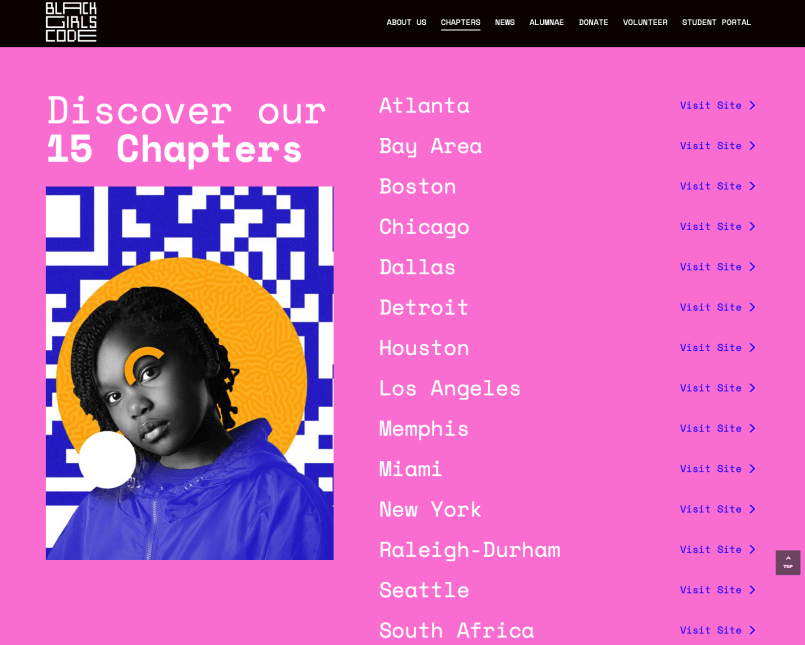 BLACK
GIRLS
CODE
ABOUT US CHAPTERS NEWS ALUMNAE DONATE VOLUNTEER STUDENT PORTAL
Discover our
15 Chapters
Atlanta Visit Site
Bay Area Visit Site
Boston Visit Site
Chicago Visit Site
Dallas Visit Site
Detroit Visit Site
Houston Visit Site
Los Angeles Visit Site
Memphis Visit Site
Miami Visit Site
New York Visit Site
Raleigh-Durham Visit Site
Seattle Visit Site
South Africa Visit Site
TOP